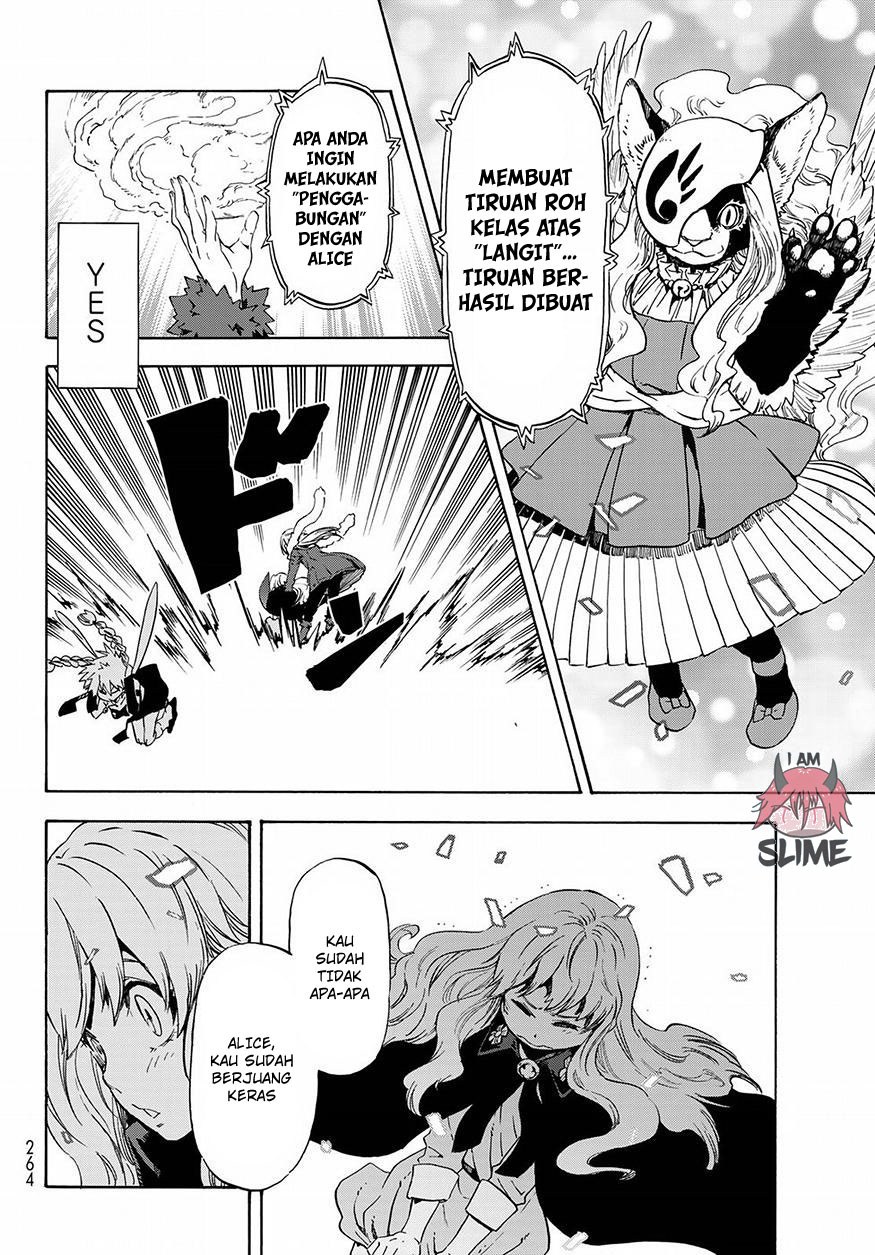 MEMBUAT
TIRUAN ROH
KELAS ATAS
"LANGIT"...
TIRUAN BER-
HASIL DIBUAT
APA ANDA
INGIN
MELAKUKAN
"PENGGA-
BUNGAN"
DENGAN
ALICE
YES
ド
ン
I AM
SLIME
KAU
SUDAH
TIDAK
APA-APA
ALICE,
KAU SUDAH
BERJUANG
KERAS
264